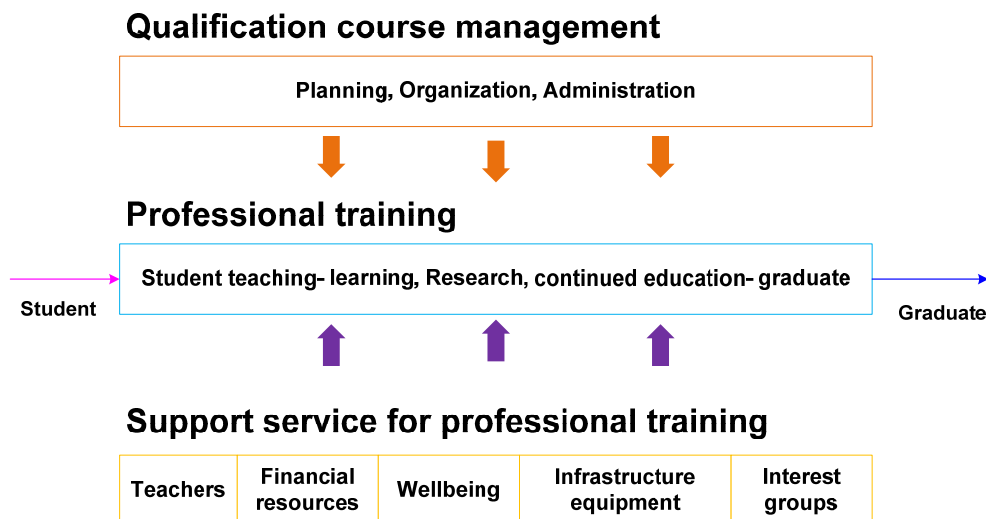 Qualification course management
Planning, Organization, Administration
Professional training
Student teaching- learning, Research, continued education- graduate
Student
Graduate
Support service for professional training
Teachers
Financial
resources
Wellbeing
Infrastructure
equipment
Interest
groups